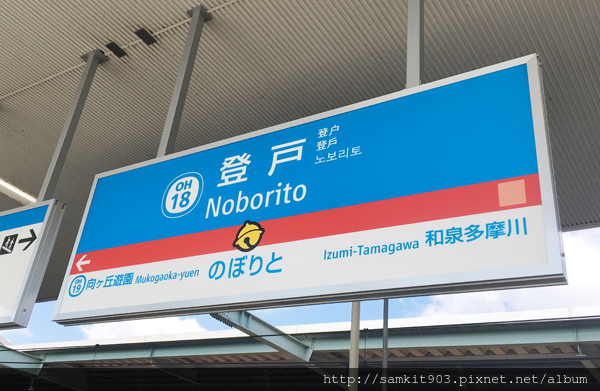 OH
18
登戸
Noborito
登户
登戶
노보리토
OH
19
向ヶ丘遊園 Mukogaoka-yuen
のぼりと
Izumi-Tamagawa 和泉多摩川
http://samkit903.pixnet.net/album